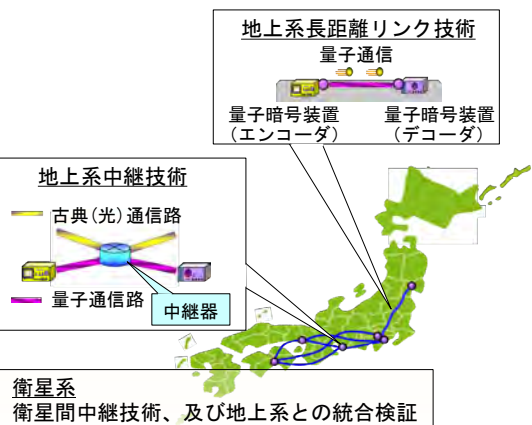 地上系長距離リンク技術
量子通信
量子暗号装置
（エンコーダ）
量子暗号装置
（デコーダ）
地上系中継技術
古典（光）通信路
量子通信路
中継器
衛星系
衛星間中継技術、及び地上系との統合検証